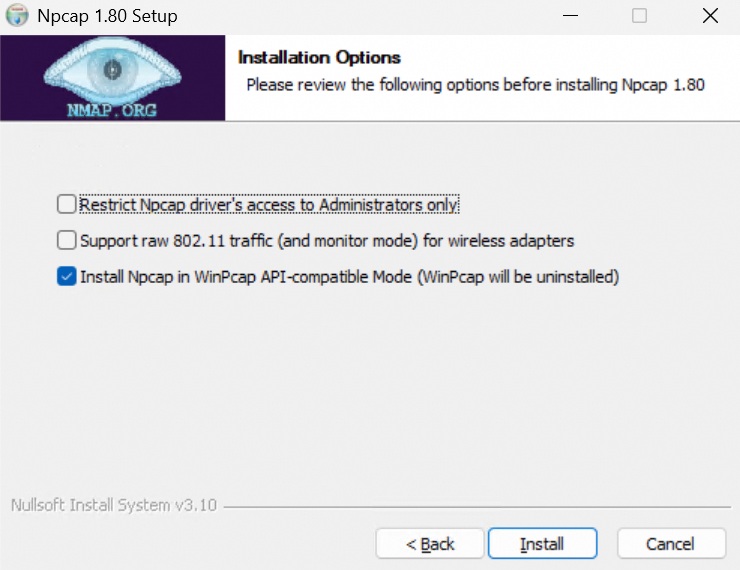 Npcap 1.80 Setup
NMAP.ORG
Installation Options
Please review the following options before installing Npcap 1.80
Restrict Npcap driver's access to Administrators only
Support raw 802.11 traffic (and monitor mode) for wireless adapters
Install Npcap in WinPcap API-compatible Mode (WinPcap will be uninstalled)
Nullsoft Install System v3.10
< Back
Install
Cancel